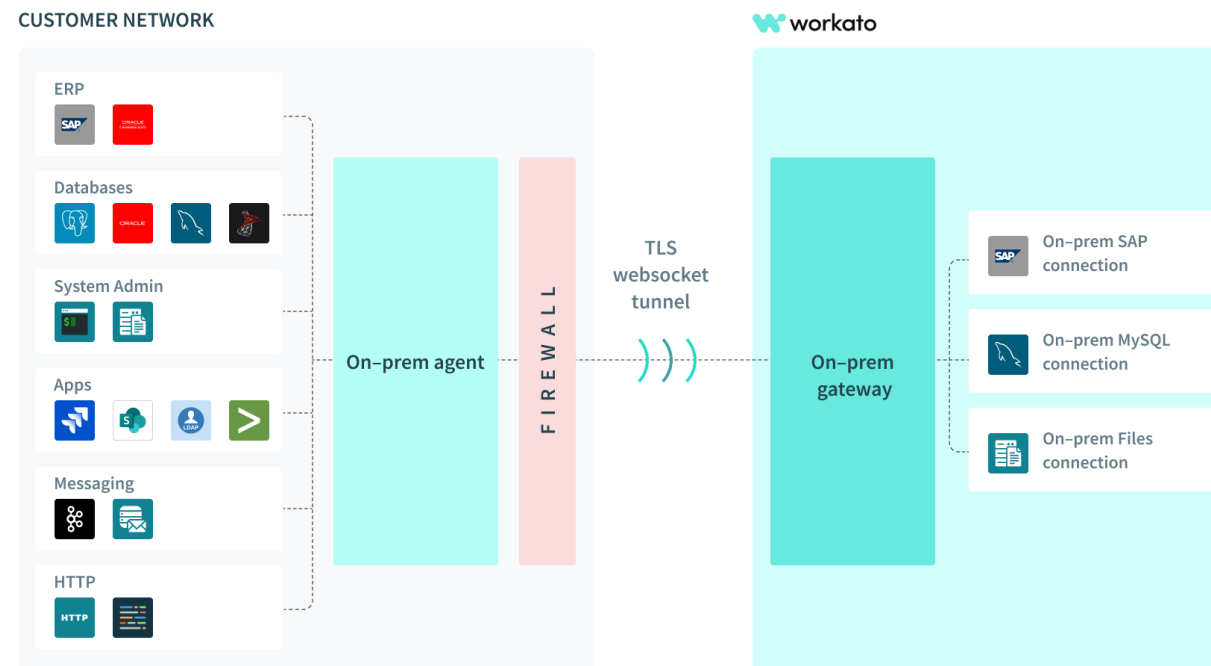 CUSTOMER NETWORK
workato
ERP
SAP
ORACLE
Databases
ORACLE
System Admin
$
Apps
S
LDAP
Messaging
HTTP
HTTP
On-prem agent
FIREWALL
TLS
websocket
tunnel
On-prem
gateway
SAP
On-prem SAP
connection
On-prem MySQL
connection
On-prem Files
connection